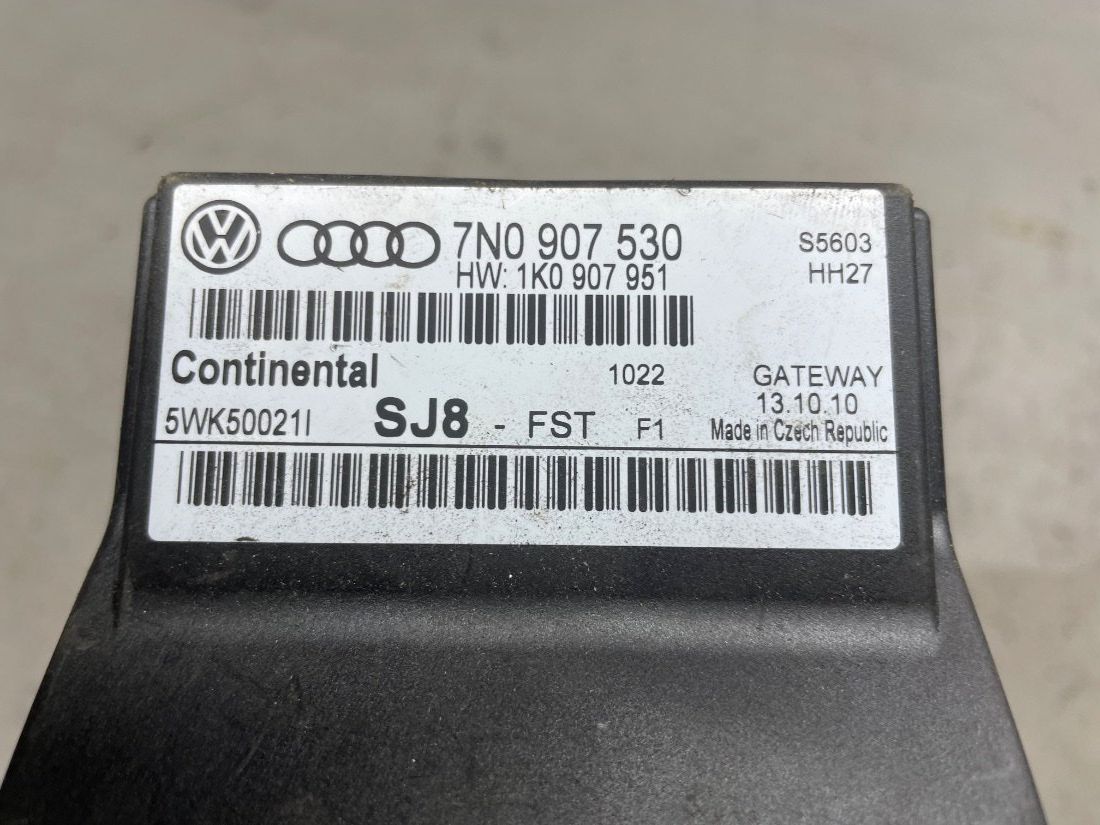 7N0 907 530 S5603
HW: 1K0 907 951 HH27
Continental 1022 GATEWAY
13.10.10
5WK50021I SJ8 - FST F1 Made in Czech Republic